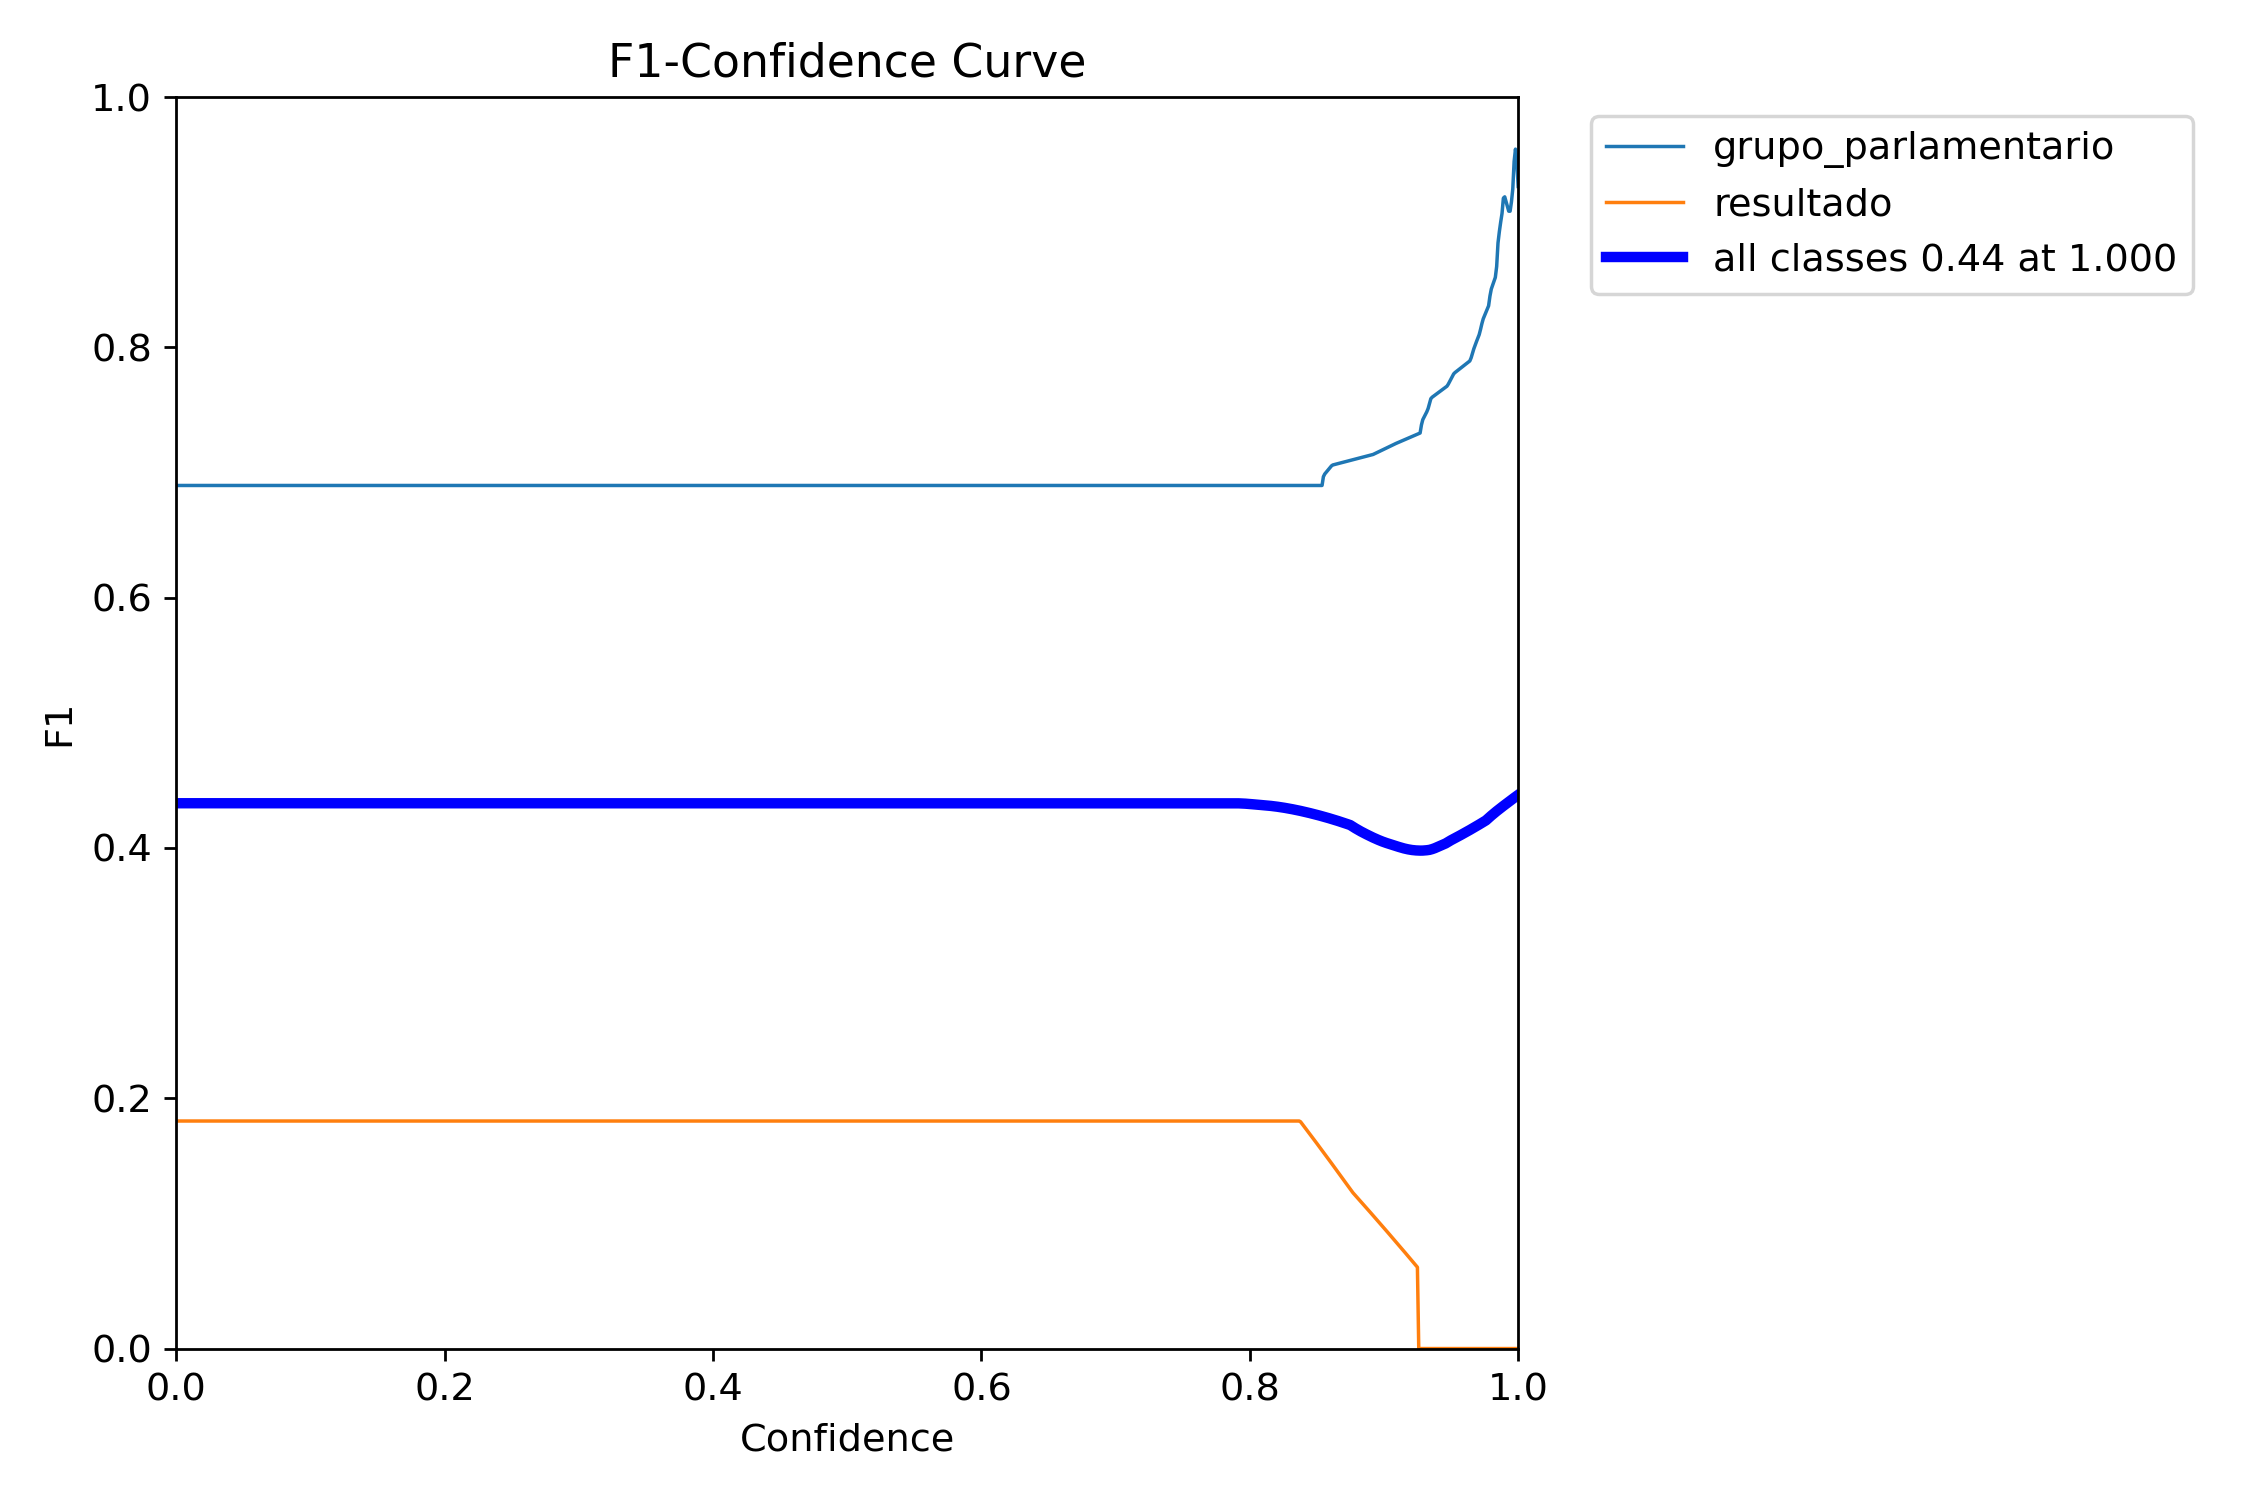 F1-Confidence Curve
1.0
0.8
0.6
0.4
0.2
0.0
F1
0.0 0.2 0.4 0.6 0.8 1.0
Confidence
grupo_parlamentario
resultado
all classes 0.44 at 1.000